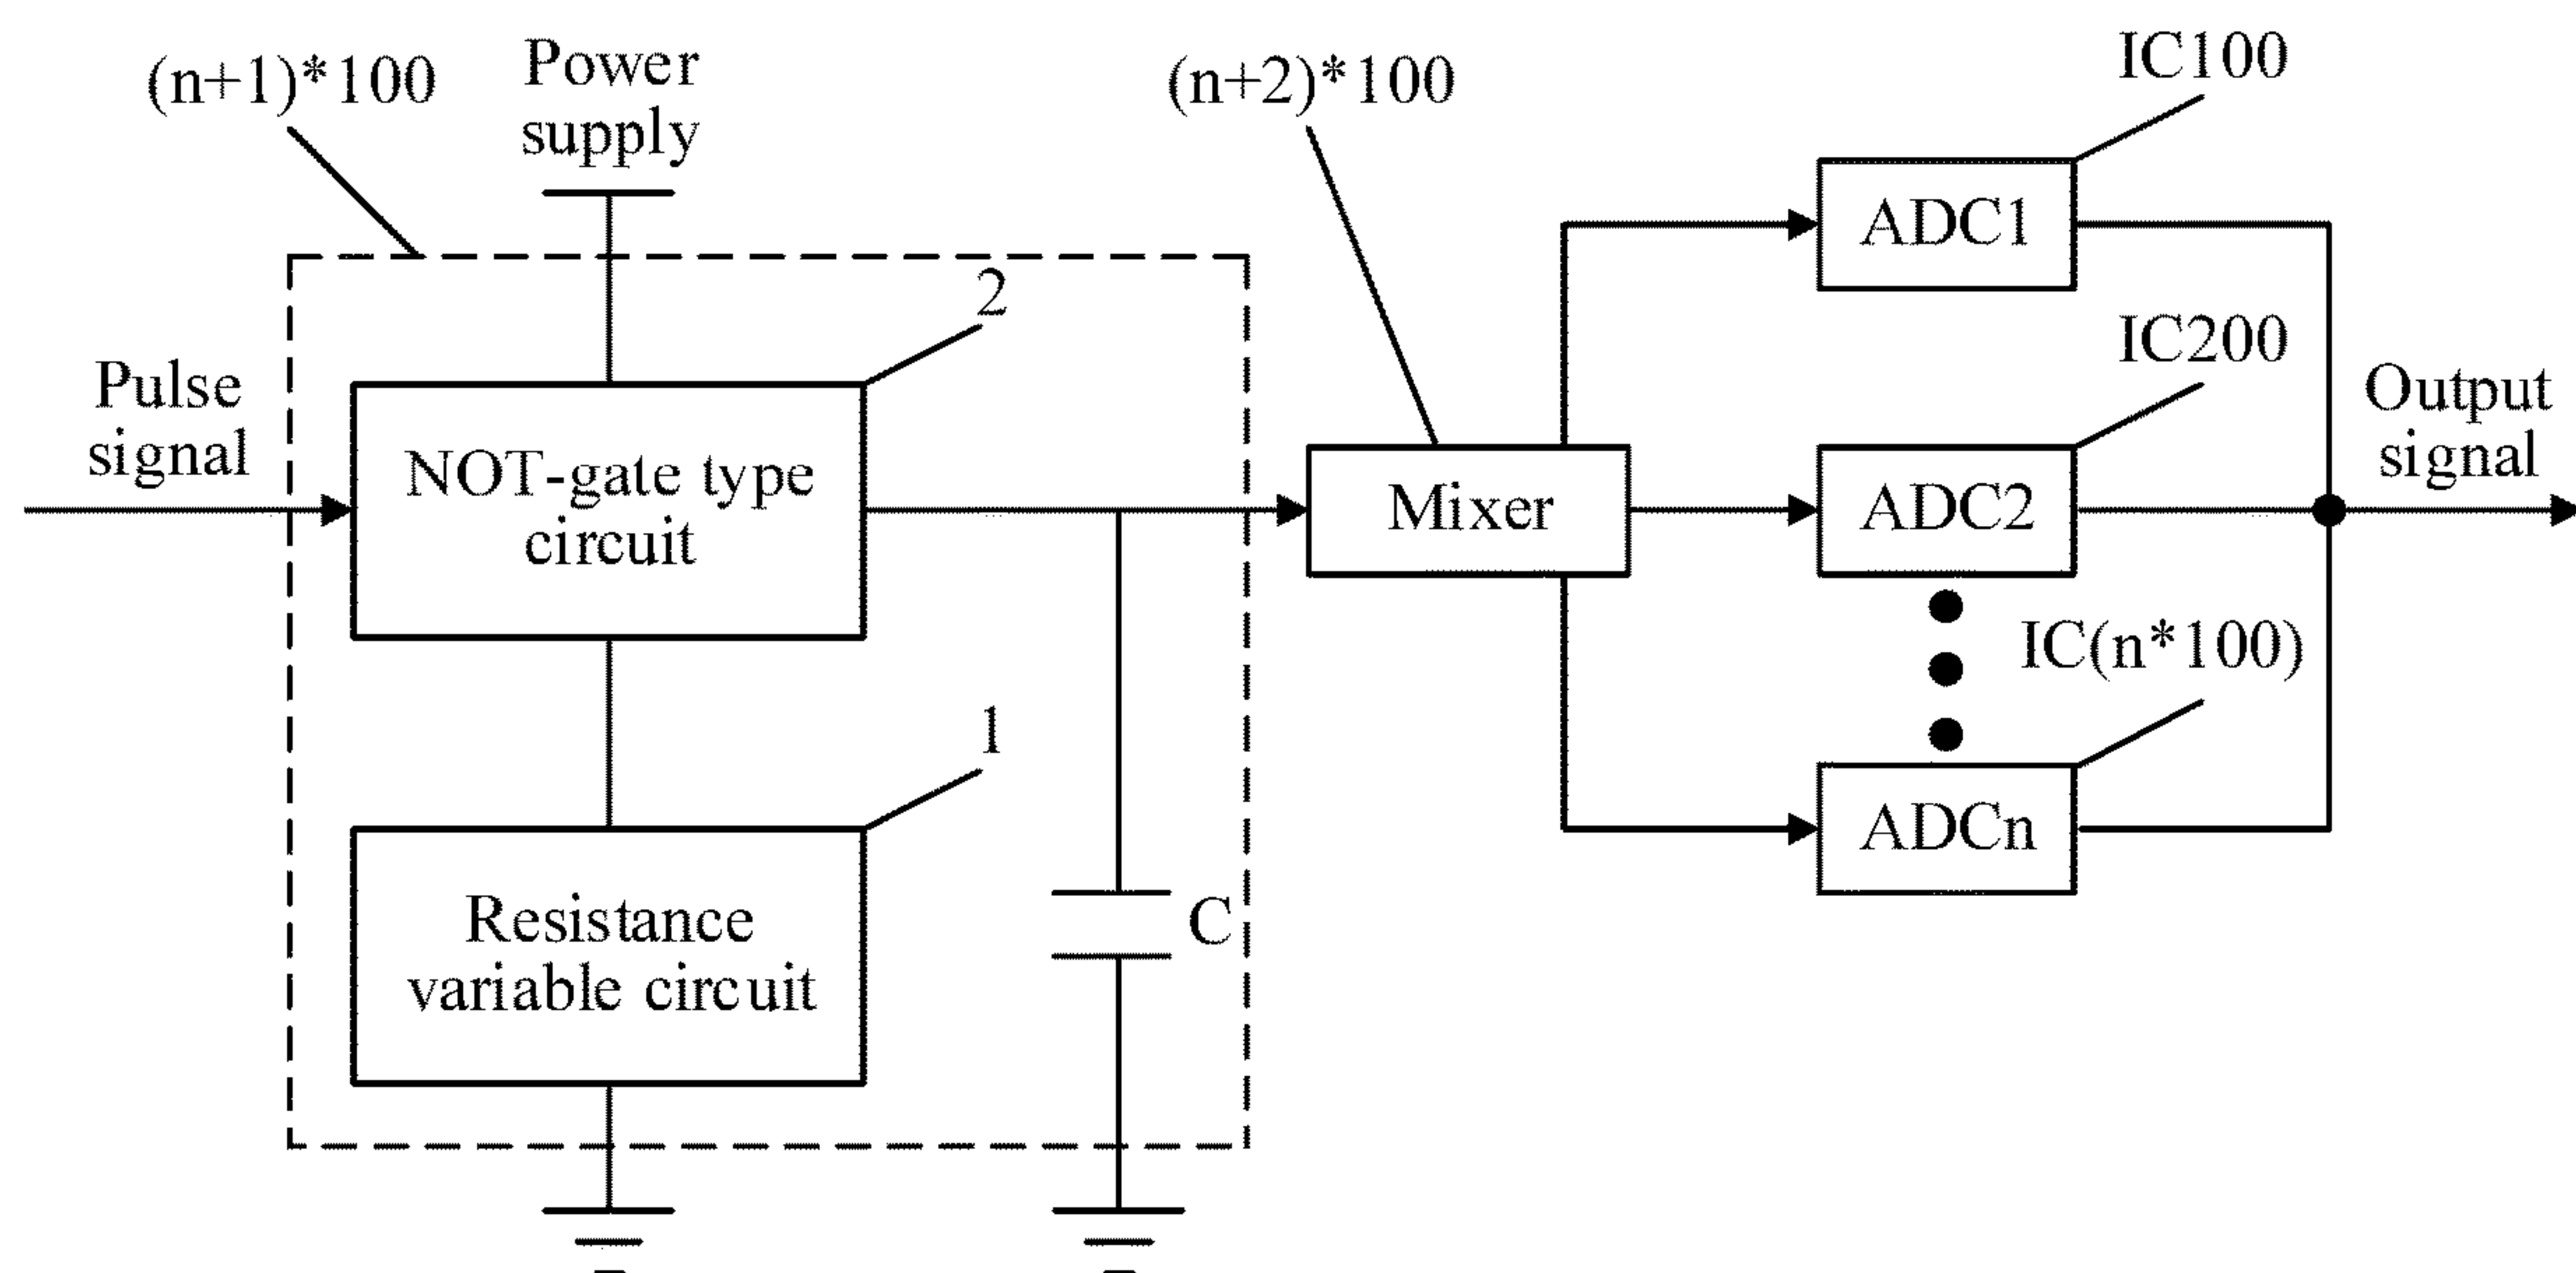 (n+1)*100
Power
supply
(n+2)*100
IC100
ADC1
2
IC200
Pulse
signal
NOT-gate type
circuit
Mixer
ADC2
Output
signal
IC(n*100)
1
ADCn
Resistance
variable circuit
C